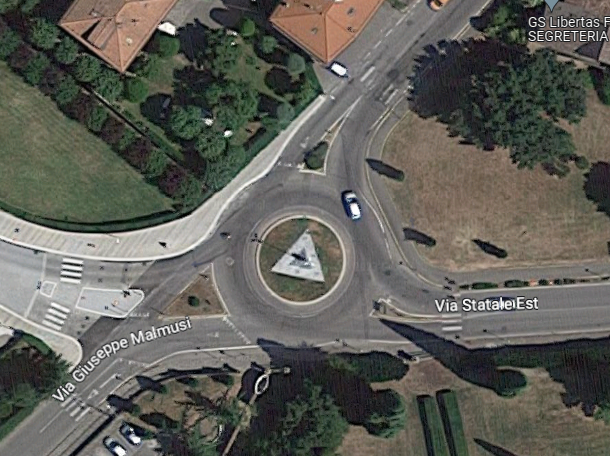 GS Libertas F
SEGRETERIA
Via Statale Est
Via Giuseppe Malmusi